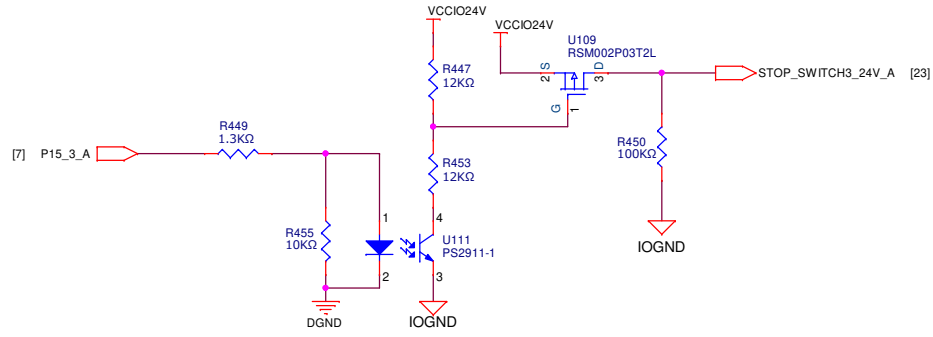 VCCIO24V
VCCIO24V
U109
RSM002P03T2L
R447
12KΩ
S
2
D
3
G
1
STOP_SWITCH3_24V_A [23]
R449
1.3KΩ
[7] P15_3_A
R450
100KΩ
R453
12KΩ
1
4
R455
10KΩ
U111
PS2911-1
2
3
IOGND
DGND
IOGND